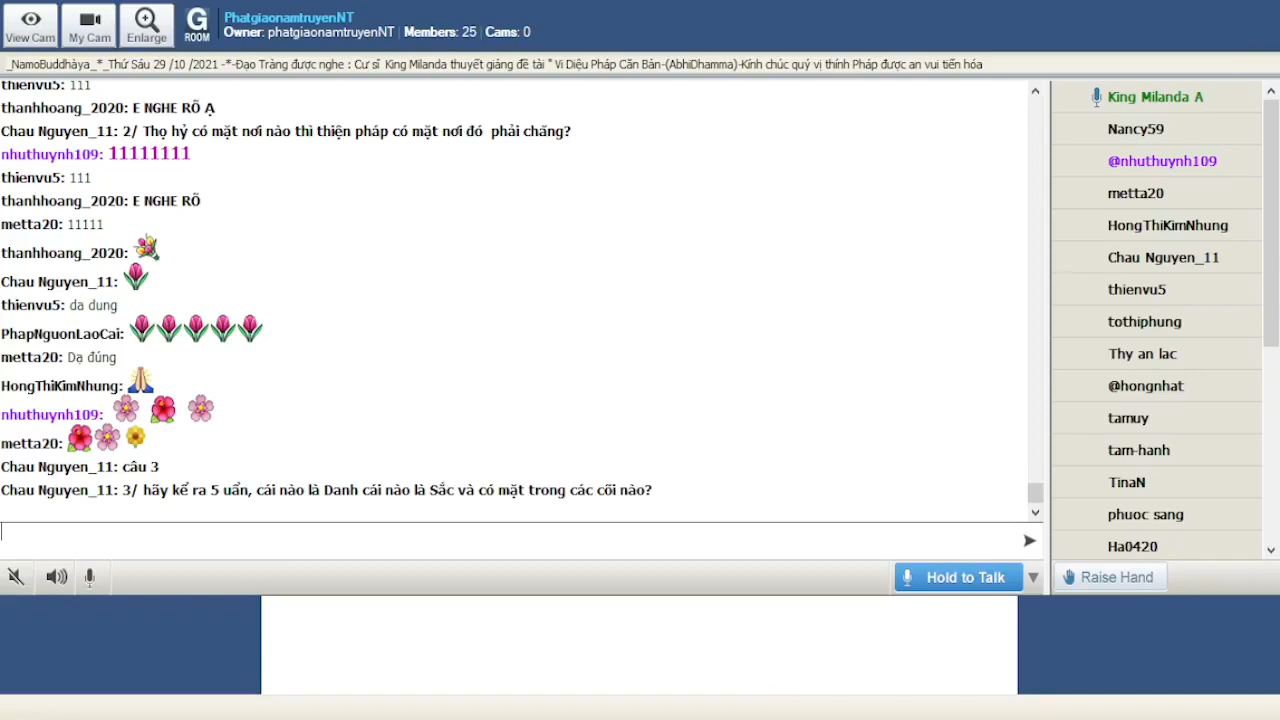 View Cam
My Cam
Enlarge
G
ROOM
PhatgiaonamtruyenNT
Owner: phatgiaonamtruyenNT | Members: 25 | Cams: 0
_NamoBuddhàya_*_Thứ Sáu 29 /10 /2021 -*-Đạo Tràng được nghe : Cư sĩ King Milanda thuyết giảng đề tài " Vi Diệu Pháp Căn Bản-(AbhiDhamma)-Kính chúc quý vị thính Pháp được an vui tiến hóa
thienvu5: 111
thanhhoang_2020: E NGHE RÕ Ạ
Chau Nguyen_11: 2/ Thọ hỷ có mặt nơi nào thì thiện pháp có mặt nơi đó phải chăng?
nhuthuynh109: 11111111
thienvu5: 111
thanhhoang_2020: E NGHE RÕ
metta20: 11111
thanhhoang_2020:
Chau Nguyen_11:
thienvu5: da dung
PhapNguonLaoCai:
metta20: Dạ đúng
HongThiKimNhung:
nhuthuynh109:
metta20:
Chau Nguyen_11: câu 3
Chau Nguyen_11: 3/ hãy kể ra 5 uẩn, cái nào là Danh cái nào là Sắc và có mặt trong các cõi nào?
King Milanda A
Nancy59
@nhuthuynh109
metta20
HongThiKimNhung
Chau Nguyen_11
thienvu5
tothiphung
Thy an lac
@hongnhat
tamuy
tam-hanh
TinaN
phuoc sang
Ha0420
Hold to Talk
Raise Hand